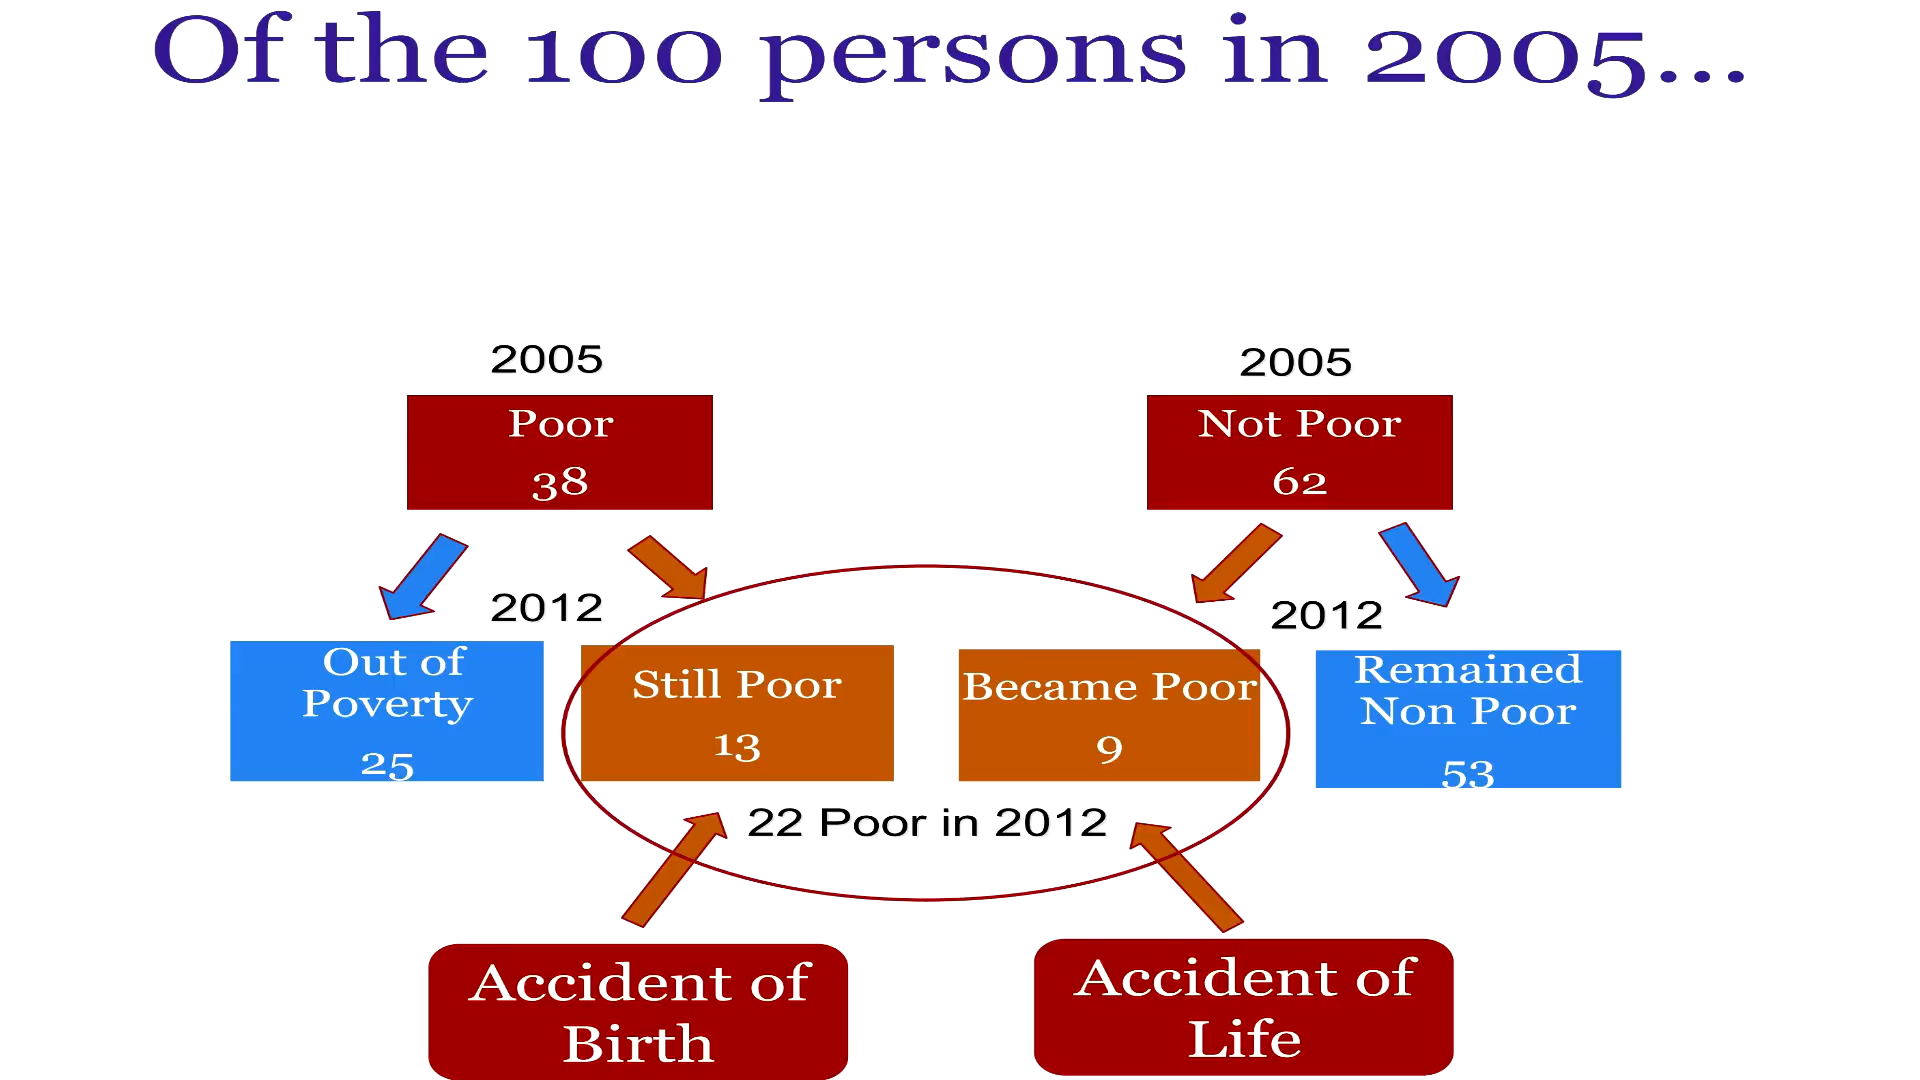 Of the 100 persons in 2005...
2005
2005
Poor
38
Not Poor
62
2012
2012
Out of
Poverty
25
Still Poor
13
Became Poor
9
Remained
Non Poor
53
22 Poor in 2012
Accident of
Birth
Accident of
Life